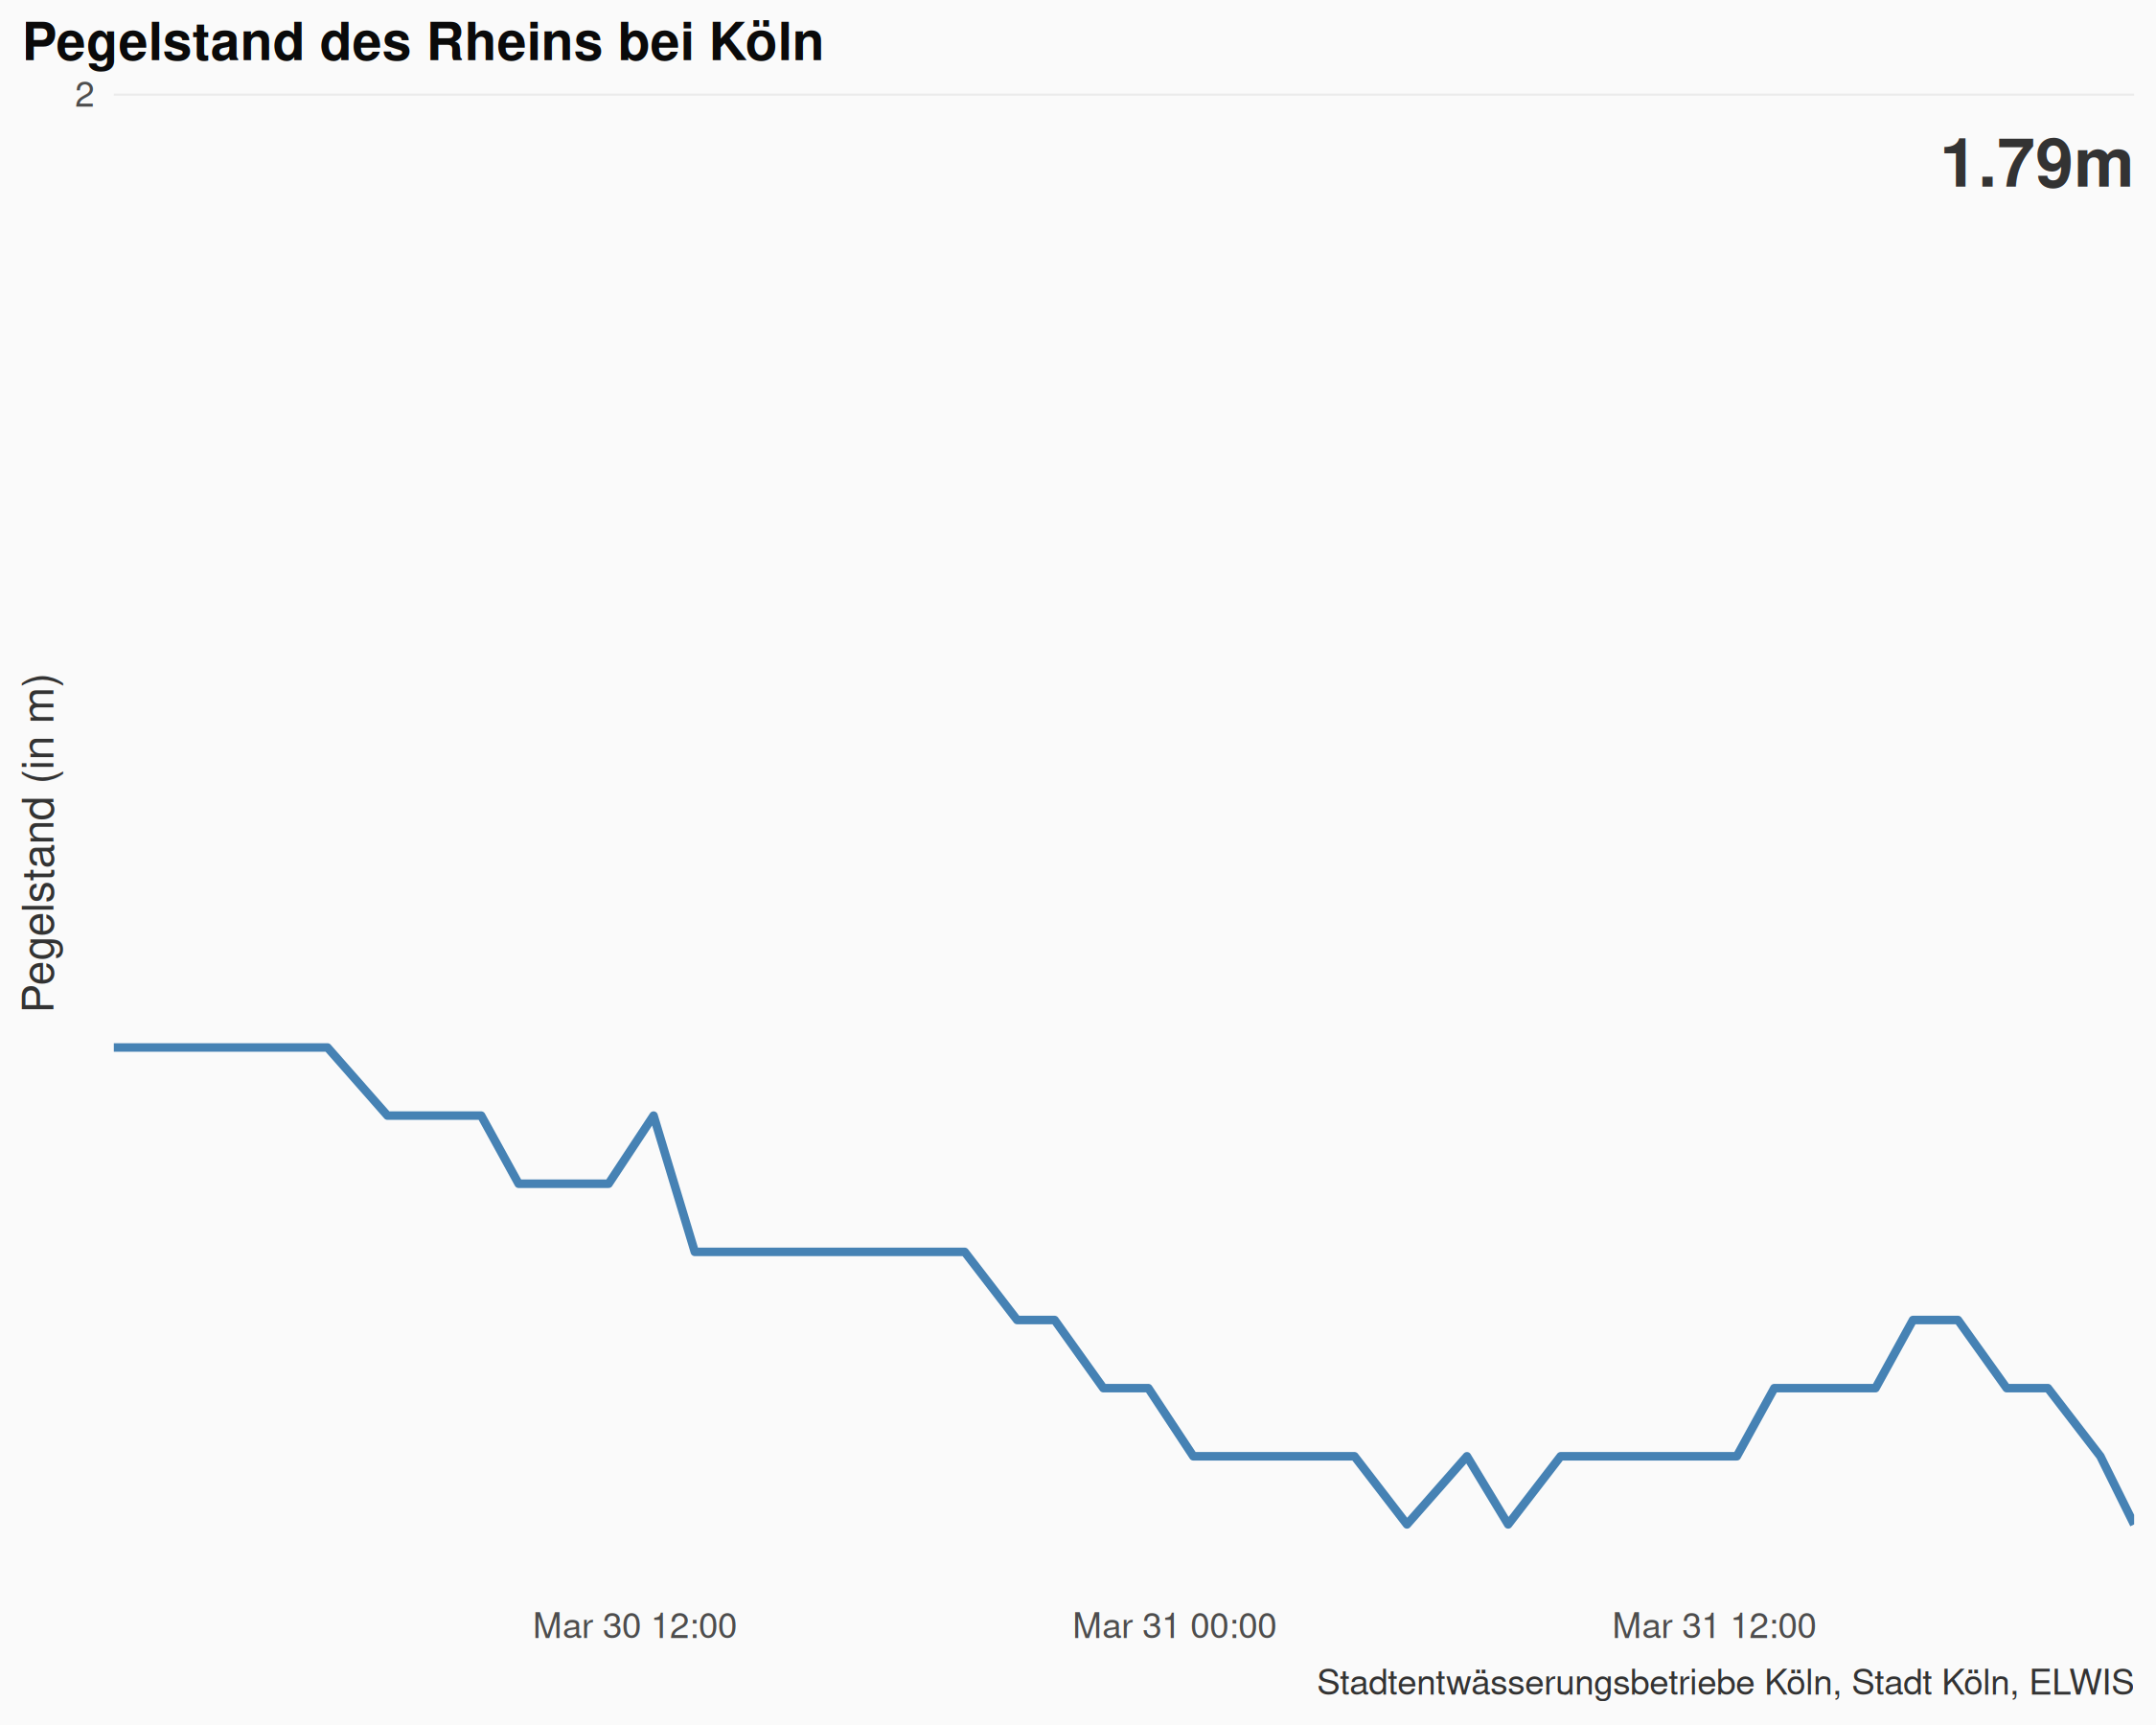 Pegelstand des Rheins bei Köln
2
1.79m
Pegelstand (in m)
Mar 30 12:00
Mar 31 00:00
Mar 31 12:00
Stadtentwässerungsbetriebe Köln, Stadt Köln, ELWIS